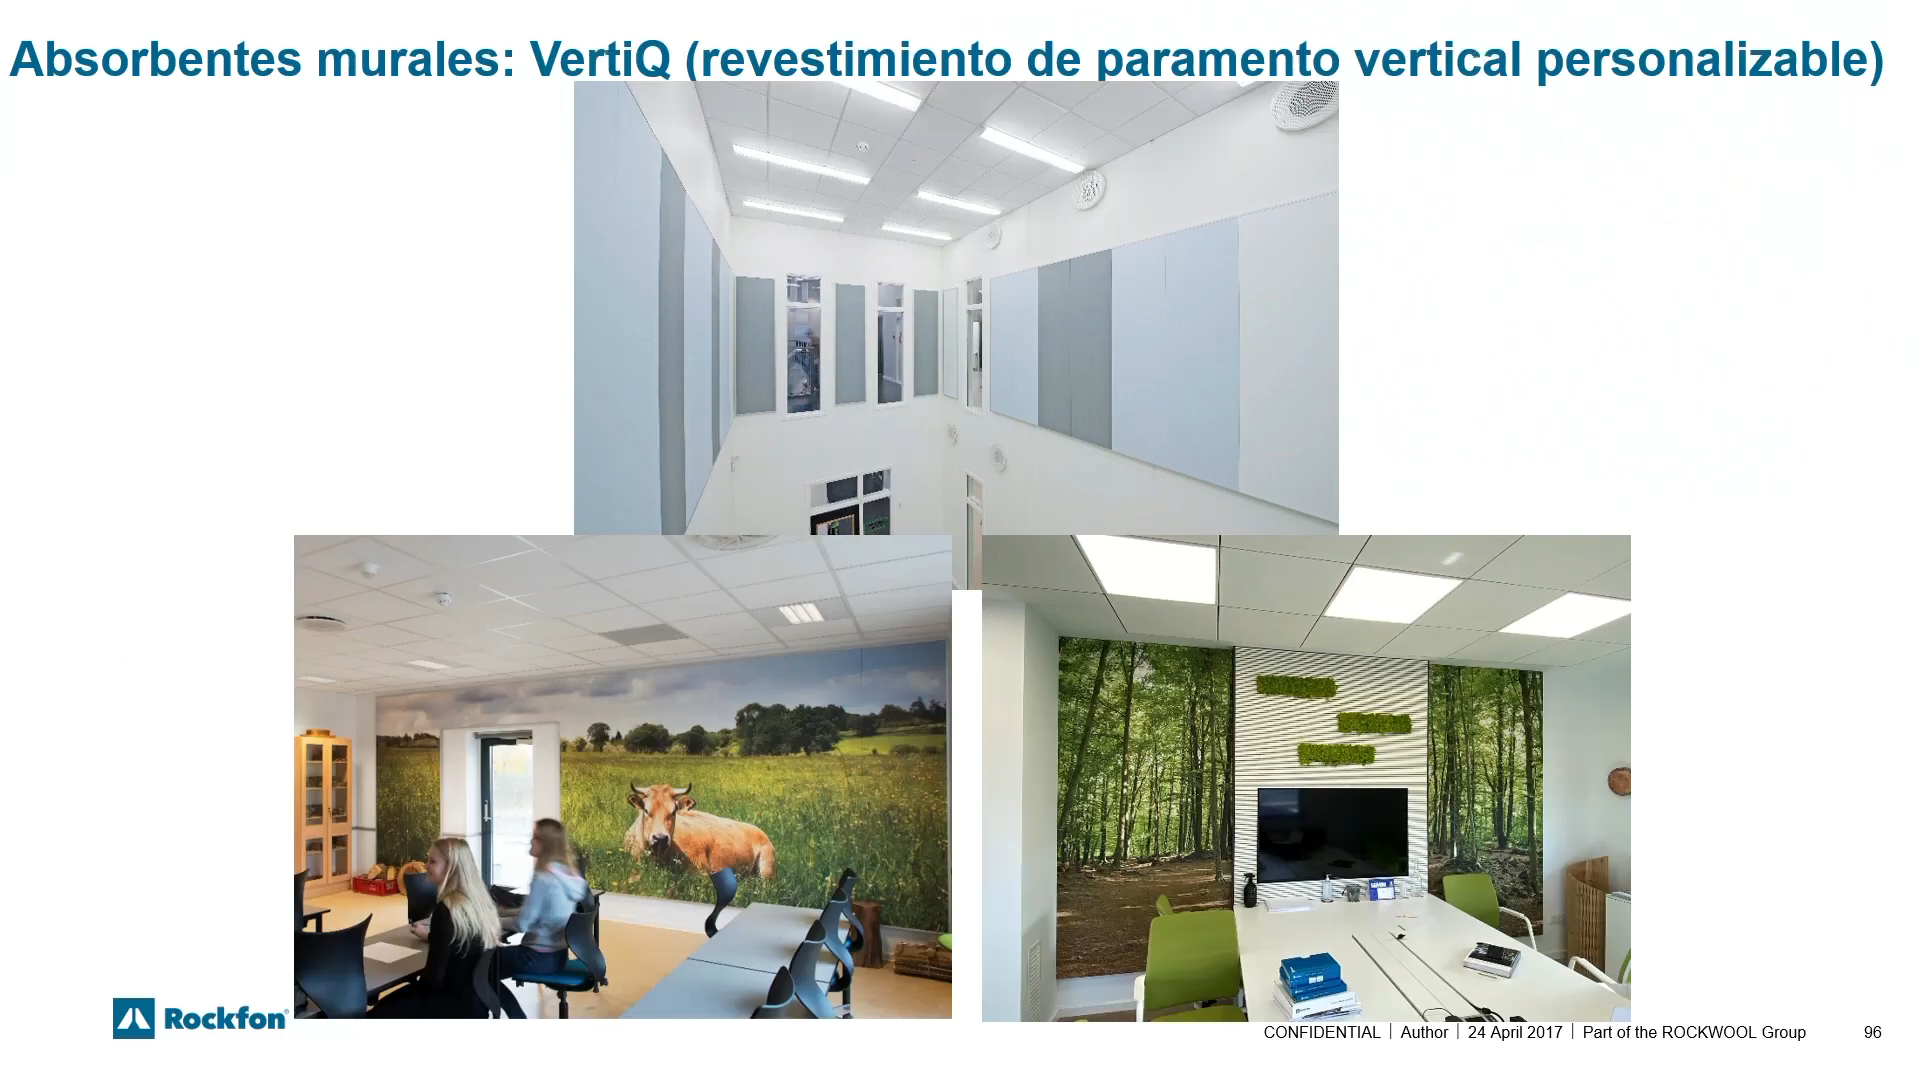 Absorbentes murales: VertiQ (revestimiento de paramento vertical personalizable)
Rockfon®
CONFIDENTIAL | Author | 24 April 2017 | Part of the ROCKWOOL Group 96